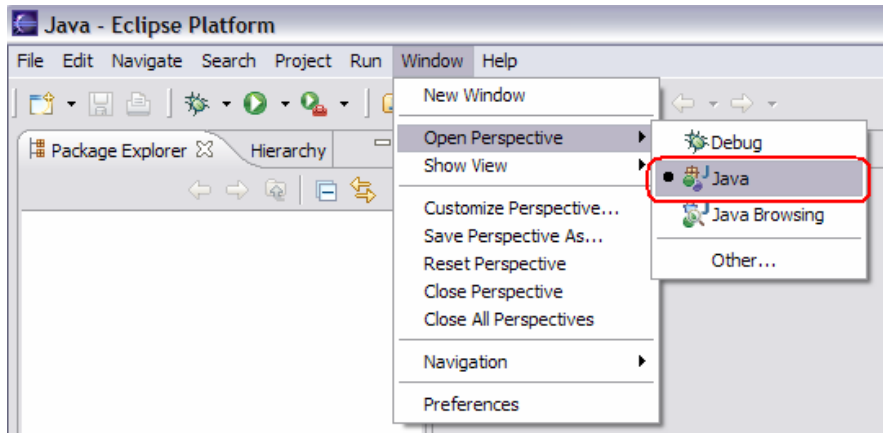 Java - Eclipse Platform
File Edit Navigate Search Project Run Window Help
Package Explorer Hierarchy
New Window
Open Perspective
Show View
Customize Perspective...
Save Perspective As...
Reset Perspective
Close Perspective
Close All Perspectives
Navigation
Preferences
Debug
Java
Java Browsing
Other...